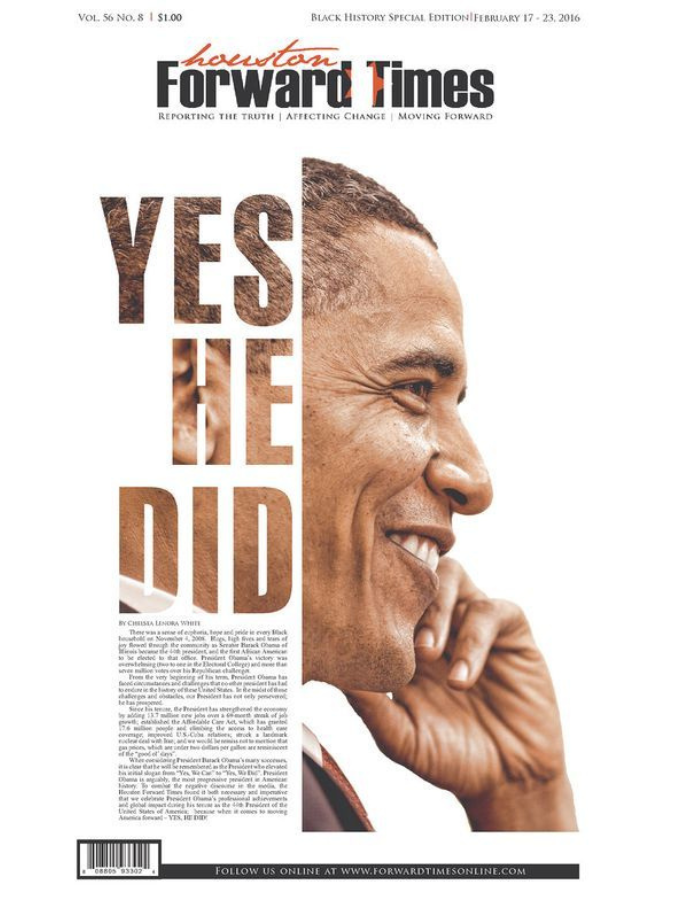 VOL. 56 NO. 8 | $1.00
BLACK HISTORY SPECIAL EDITION|FEBRUARY 17 - 23, 2016
houston
Forward Times
REPORTING THE TRUTH | AFFECTING CHANGE | MOVING FORWARD
YES
HE
DID
BY CHELSEA LENORA WHITE
There was a sense of euphoria, hope and pride in every Black
household on November 4, 2008. Hugs, high fives and tears of
joy flowed through the community as Senator Barack Obama of
Illinois became the 44th president, and the first African American
to be elected to that office. President Obama's victory was
overwhelming (two to one in the Electoral College) and more than
seven million votes over his Republican challenger.
From the very beginning of his term, President Obama has
faced circumstances and challenges that no other president has had
to endure in the history of these United States. In the midst of those
challenges and obstacles, our President has not only persevered,
he has prospered.
Since his tenure, the President has strengthened the economy
by adding 13.7 million new jobs over a 69-month streak of job
growth; established the Affordable Care Act, which has granted
17.6 million people and climbing the access to health care
coverage; improved U.S.-Cuba relations; struck a landmark
nuclear deal with Iran; and we would be remiss not to mention that
gas prices, which are under two dollars per gallon are reminiscent
of the "good ol' days".
When considering President Barack Obama's many successes,
it is clear that he will be remembered as the President who elevated
his initial slogan from "Yes, We Can" to "Yes, We Did". President
Obama is arguably, the most progressive president in American
history. To combat the negative discourse in the media, the
Houston Forward Times found it both necessary and imperative
that we celebrate President Obama's professional achievements
and global impact during his tenure as the 44th President of the
United States of America; because when it comes to moving
America forward – YES, HE DID!
FOLLOW US ONLINE AT WWW.FORWARDTIMESONLINE.COM